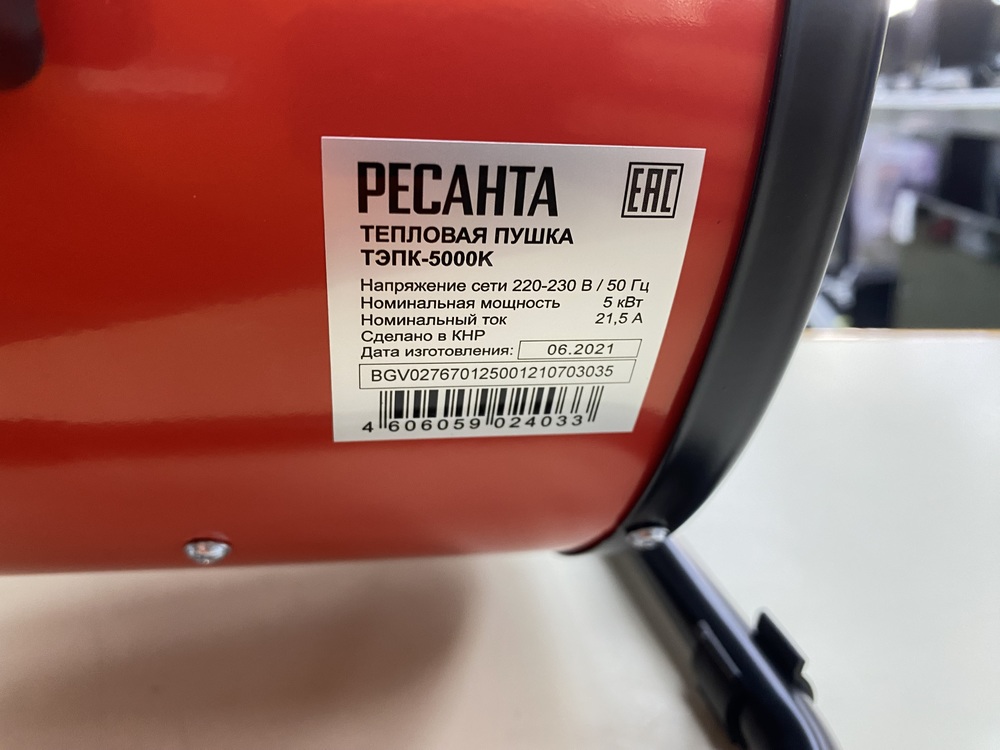 РЕСАНТА
EAC
ТЕПЛОВАЯ ПУШКА
ТЭПК-5000К
Напряжение сети 220-230 В / 50 Гц
Номинальная мощность 5 кВт
Номинальный ток 21,5 А
Сделано в КНР
Дата изготовления: 06.2021
BGV027670125001210703035
4 606059 024033